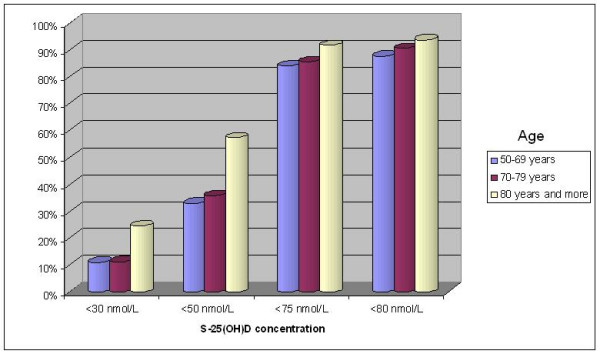 100%
90%
80%
70%
60%
50%
40%
30%
20%
10%
0%
<30 nmol/L
<50 nmol/L
<75 nmol/L
<80 nmol/L
S-25(OH)D concentration
Age
50-69 years
70-79 years
80 years and more